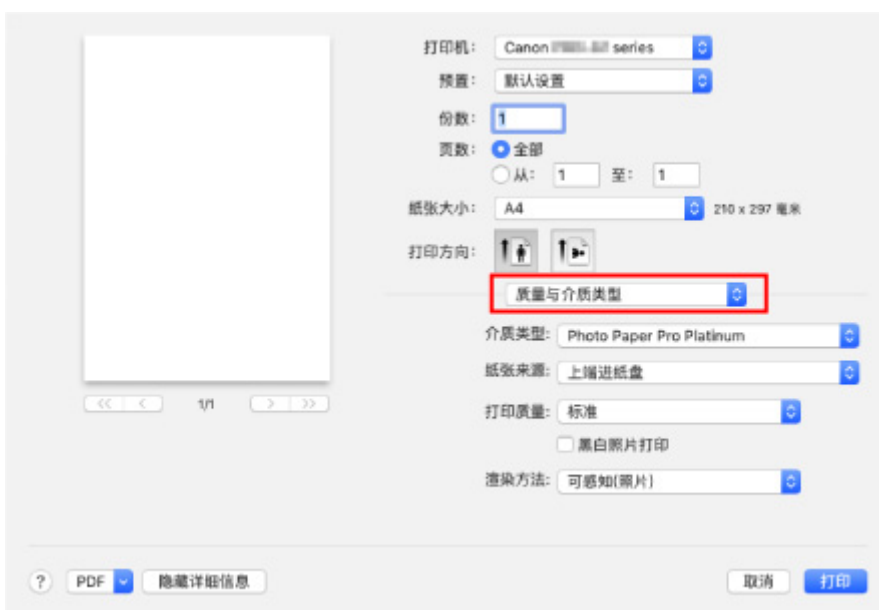 打印机: Canon series
预置: 默认设置
份数: 1
页数: 全部
从: 1 至: 1
纸张大小: A4 210 x 297 毫米
打印方向:
质量与介质类型
介质类型: Photo Paper Pro Platinum
纸张来源: 上端进纸盘
<< < 1/1 > >>
打印质量: 标准
黑白照片打印
渲染方法: 可感知(照片)
? PDF 隐藏详细信息 取消 打印